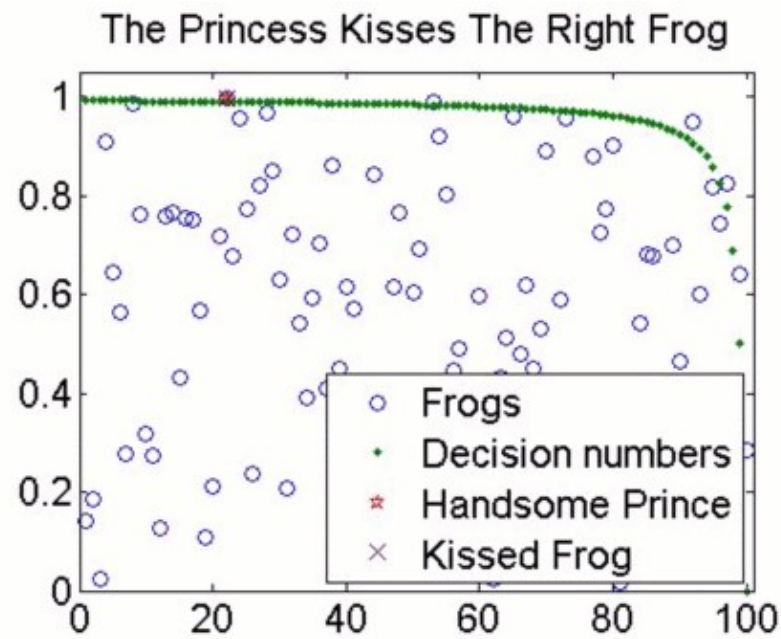 The Princess Kisses The Right Frog
1
0.8
0.6
0.4
0.2
0
Frogs
Decision numbers
Handsome Prince
Kissed Frog
0 20 40 60 80 100